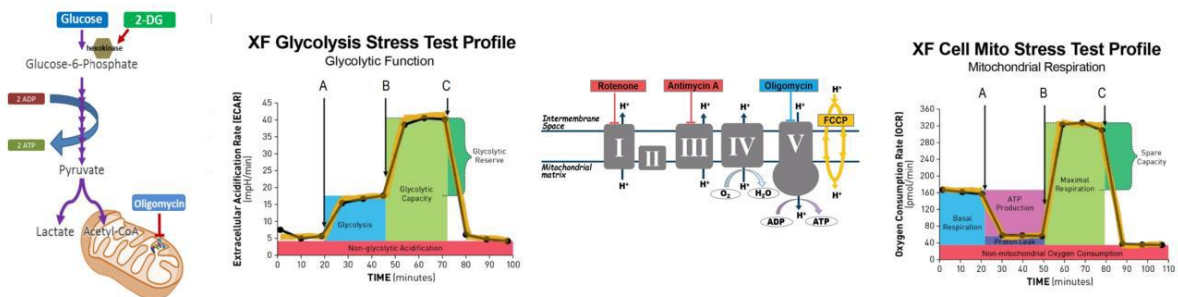 Glucose
2-DG
hexokinase
Glucose-6-Phosphate
2 ADP
2 ATP
Pyruvate
Oligomycin
Lactate Acetyl-CoA
XF Glycolysis Stress Test Profile
Glycolytic Function
A B C
Extracellular Acidification Rate (ECAR)
(mpH/min)
45
40
35
30
25
20
15
10
5
0
Glycolytic
Reserve
Glycolytic
Capacity
Glycolysis
Non-glycolytic Acidification
0 20 40 60 80 100
TIME (minutes)
Rotenone Antimycin A Oligomycin
H⁺ H⁺ H⁺ H⁺ H⁺
FCCP
Intermembrane
Space
I II III IV V
Mitochondrial
matrix
H⁺ H⁺ H⁺ H⁺
O₂ H₂O
H⁺
ADP ATP
XF Cell Mito Stress Test Profile
Mitochondrial Respiration
A B C
Oxygen Consumption Rate (OCR)
(pmol/min)
360
320
280
240
200
160
120
80
40
0
Spare
Capacity
Maximal
Respiration
ATP
Production
Basal
Respiration
Proton Leak
Non-mitochondrial Oxygen Consumption
0 10 20 30 40 50 60 70 80 90 100 110
TIME (minutes)